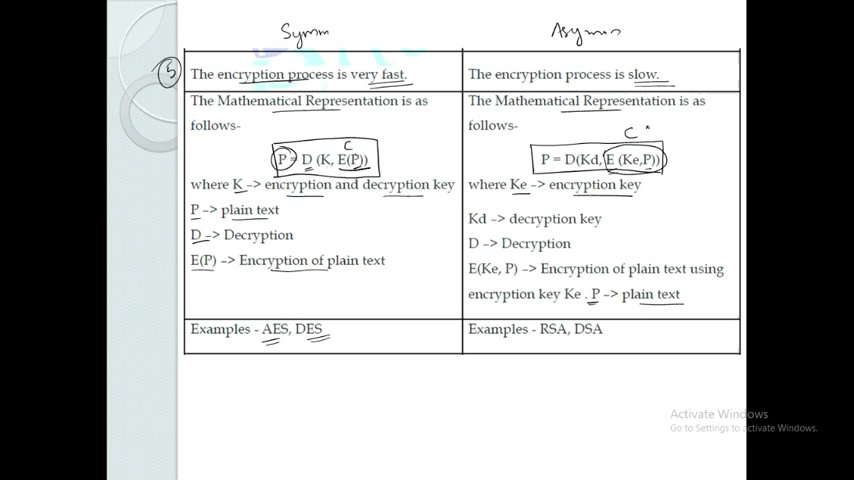 Symm
Asymm
5
The encryption process is very fast.
The encryption process is slow.
The Mathematical Representation is as
follows-
C
P = D (K, E(P))
where K -> encryption and decryption key
P -> plain text
D -> Decryption
E(P) -> Encryption of plain text
The Mathematical Representation is as
follows-
C
P = D(Kd, E (Ke,P))
where Ke -> encryption key
Kd -> decryption key
D -> Decryption
E(Ke, P) -> Encryption of plain text using
encryption key Ke . P -> plain text
Examples - AES, DES
Examples - RSA, DSA
Activate Windows
Go to Settings to activate Windows.